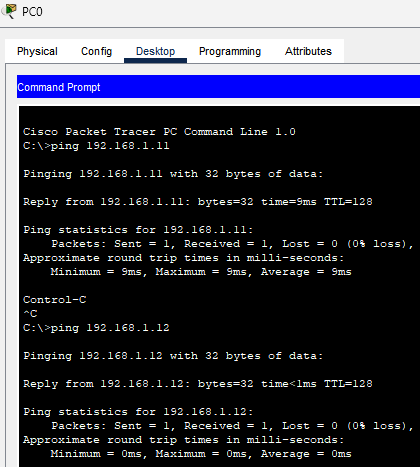 PC0
Physical Config Desktop Programming Attributes
Command Prompt
Cisco Packet Tracer PC Command Line 1.0
C:\>ping 192.168.1.11
Pinging 192.168.1.11 with 32 bytes of data:
Reply from 192.168.1.11: bytes=32 time=9ms TTL=128
Ping statistics for 192.168.1.11:
    Packets: Sent = 1, Received = 1, Lost = 0 (0% loss),
Approximate round trip times in milli-seconds:
    Minimum = 9ms, Maximum = 9ms, Average = 9ms
Control-C
^C
C:\>ping 192.168.1.12
Pinging 192.168.1.12 with 32 bytes of data:
Reply from 192.168.1.12: bytes=32 time<1ms TTL=128
Ping statistics for 192.168.1.12:
    Packets: Sent = 1, Received = 1, Lost = 0 (0% loss),
Approximate round trip times in milli-seconds:
    Minimum = 0ms, Maximum = 0ms, Average = 0ms